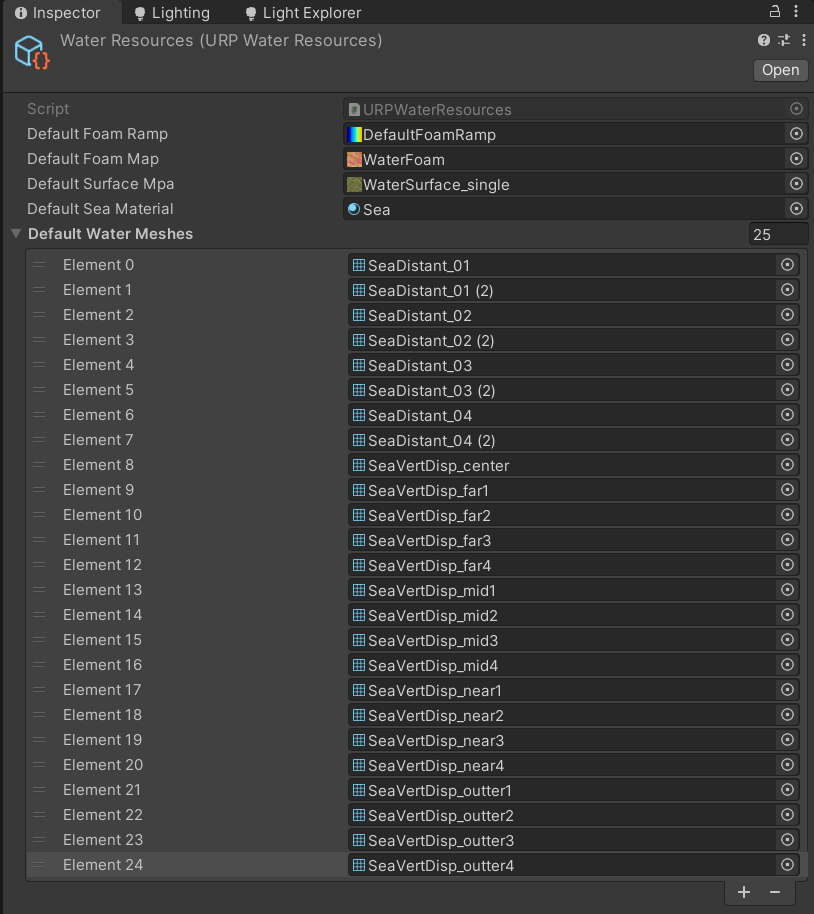 Inspector Lighting Light Explorer
Water Resources (URP Water Resources)
Open
Script URPWaterResources
Default Foam Ramp DefaultFoamRamp
Default Foam Map WaterFoam
Default Surface Mpa WaterSurface_single
Default Sea Material Sea
Default Water Meshes 25
Element 0 SeaDistant_01
Element 1 SeaDistant_01 (2)
Element 2 SeaDistant_02
Element 3 SeaDistant_02 (2)
Element 4 SeaDistant_03
Element 5 SeaDistant_03 (2)
Element 6 SeaDistant_04
Element 7 SeaDistant_04 (2)
Element 8 SeaVertDisp_center
Element 9 SeaVertDisp_far1
Element 10 SeaVertDisp_far2
Element 11 SeaVertDisp_far3
Element 12 SeaVertDisp_far4
Element 13 SeaVertDisp_mid1
Element 14 SeaVertDisp_mid2
Element 15 SeaVertDisp_mid3
Element 16 SeaVertDisp_mid4
Element 17 SeaVertDisp_near1
Element 18 SeaVertDisp_near2
Element 19 SeaVertDisp_near3
Element 20 SeaVertDisp_near4
Element 21 SeaVertDisp_outter1
Element 22 SeaVertDisp_outter2
Element 23 SeaVertDisp_outter3
Element 24 SeaVertDisp_outter4